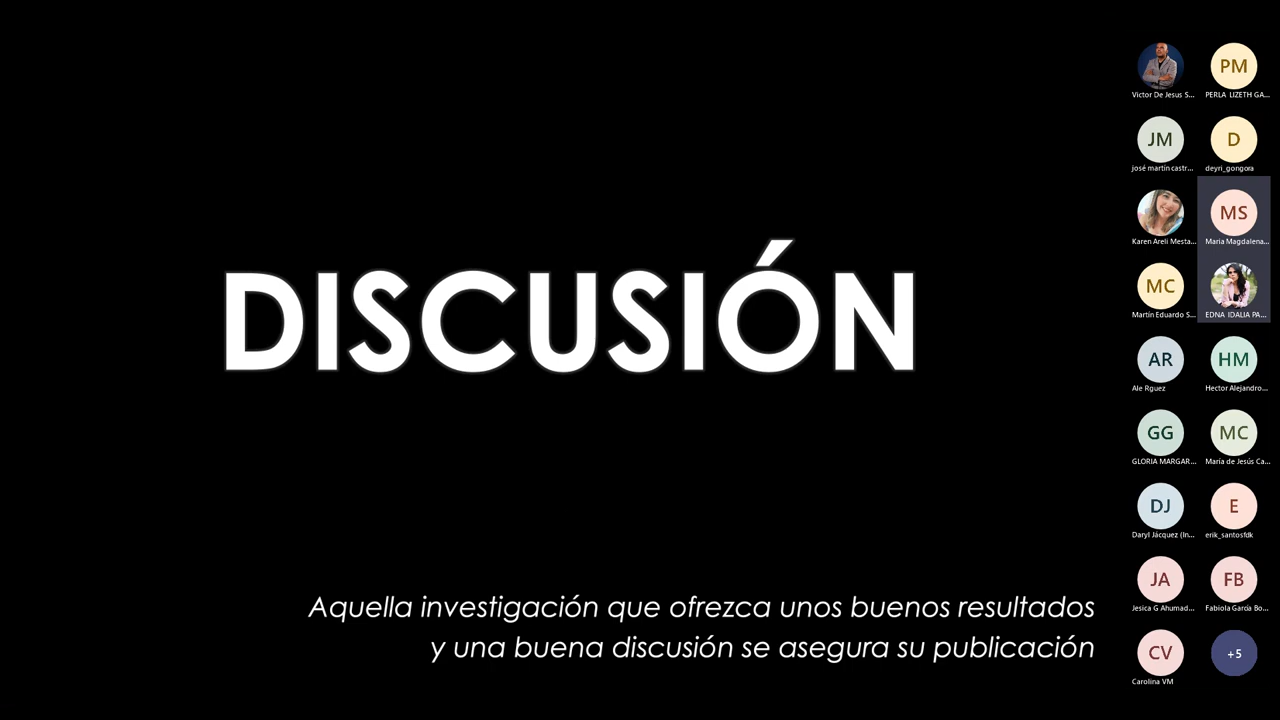 DISCUSIÓN
Aquella investigación que ofrezca unos buenos resultados
y una buena discusión se asegura su publicación
Victor De Jesus S...
PM
PERLA LIZETH GA...
JM
josé martín castr...
D
deyri_gongora
Karen Areli Mesta...
MS
Maria Magdalena...
MC
Martín Eduardo S...
EDNA IDALIA PA...
AR
Ale Rguez
HM
Hector Alejandro...
GG
GLORIA MARGAR...
MC
María de Jesús Ca...
DJ
Daryl Jácquez (In...
E
erik_santosfdk
JA
Jesica G Ahumad...
FB
Fabiola García Bo...
CV
Carolina VM
+5